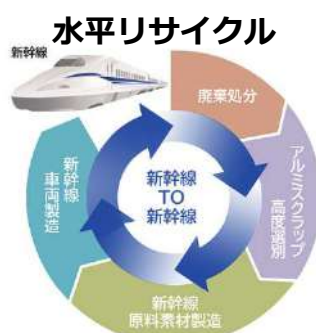 水平リサイクル
新幹線
廃棄処分
アルミスクラップ
高度選別
新幹線
原料素材製造
新幹線
車両製造
新幹線
TO
新幹線